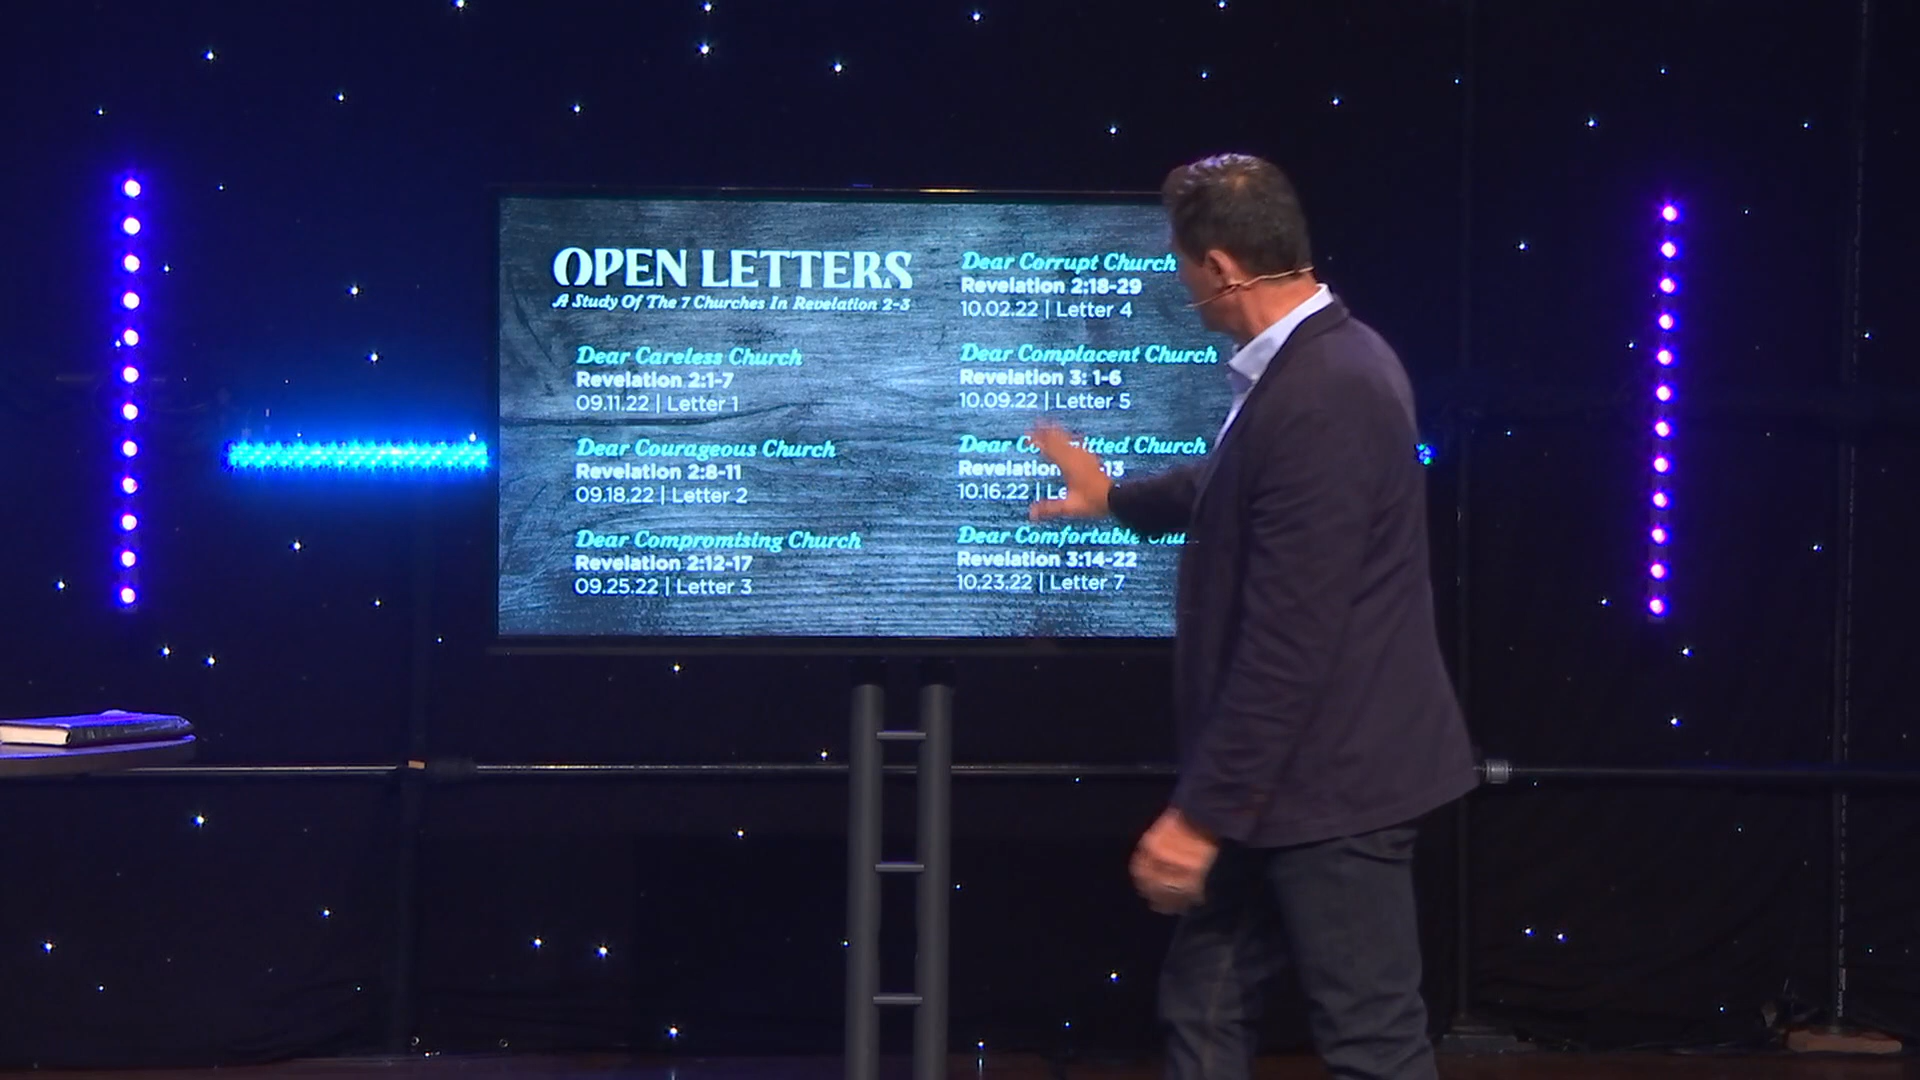 OPEN LETTERS
A Study Of The 7 Churches In Revelation 2-3
Dear Careless Church
Revelation 2:1-7
09.11.22 | Letter 1
Dear Courageous Church
Revelation 2:8-11
09.18.22 | Letter 2
Dear Compromising Church
Revelation 2:12-17
09.25.22 | Letter 3
Dear Corrupt Church
Revelation 2:18-29
10.02.22 | Letter 4
Dear Complacent Church
Revelation 3: 1-6
10.09.22 | Letter 5
Dear Church
Revelation
10.16.22 |
Dear Comfortable
Revelation 3:14-22
10.23.22 | Letter 7